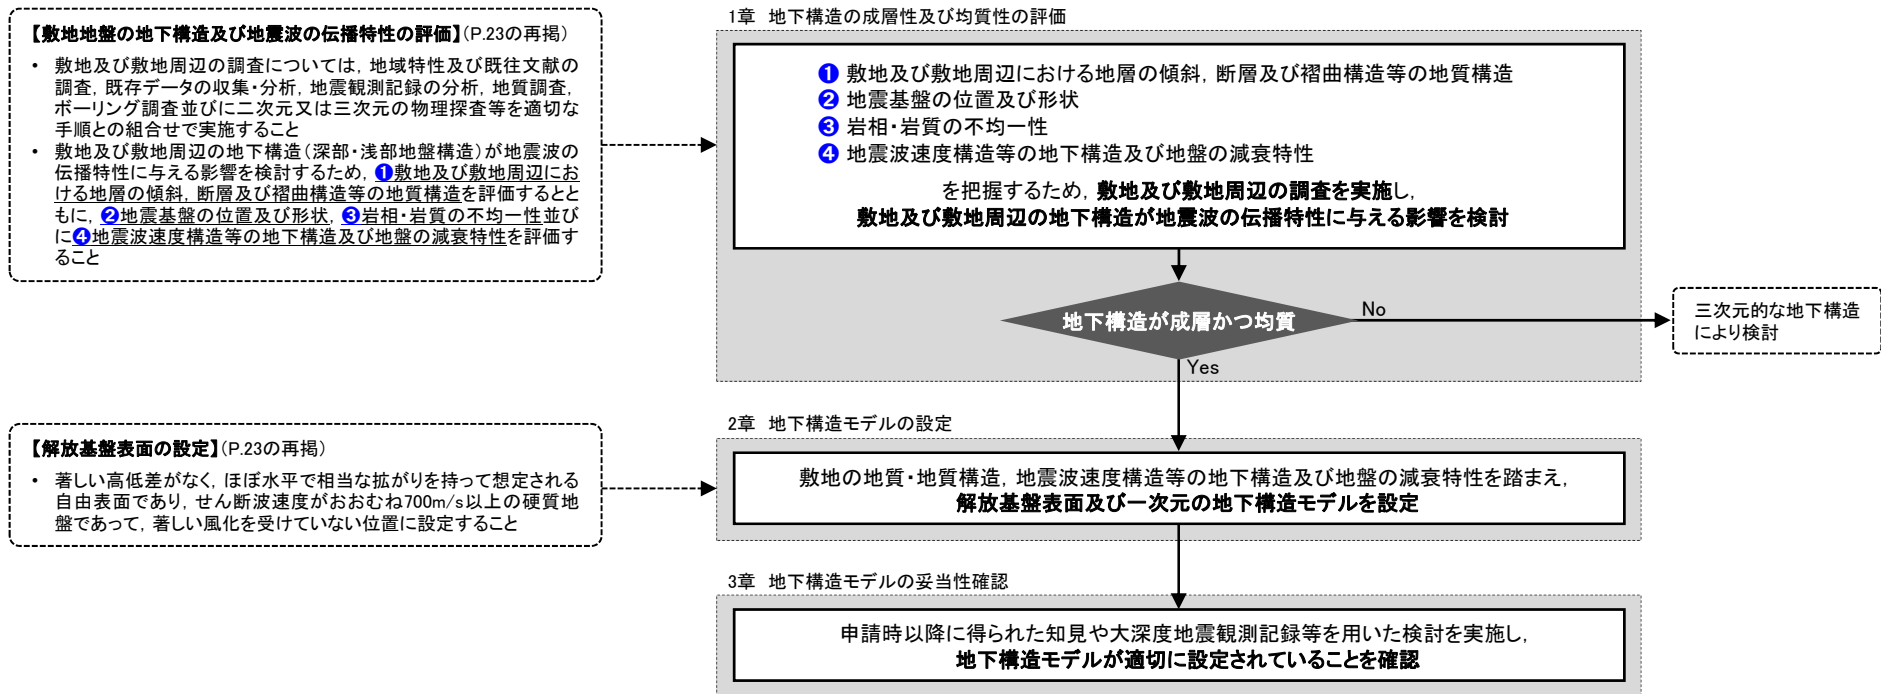 【敷地地盤の地下構造及び地震波の伝播特性の評価】(P.23の再掲)
• 敷地及び敷地周辺の調査については，地域特性及び既往文献の
調査，既存データの収集・分析，地震観測記録の分析，地質調査，
ボーリング調査並びに二次元又は三次元の物理探査等を適切な
手順との組合せで実施すること
• 敷地及び敷地周辺の地下構造（深部・浅部地盤構造）が地震波の
伝播特性に与える影響を検討するため，❶敷地及び敷地周辺にお
ける地層の傾斜，断層及び褶曲構造等の地質構造を評価するとと
もに，❷地震基盤の位置及び形状，❸岩相・岩質の不均一性並び
に❹地震波速度構造等の地下構造及び地盤の減衰特性を評価す
ること
1章 地下構造の成層性及び均質性の評価
❶ 敷地及び敷地周辺における地層の傾斜，断層及び褶曲構造等の地質構造
❷ 地震基盤の位置及び形状
❸ 岩相・岩質の不均一性
❹ 地震波速度構造等の地下構造及び地盤の減衰特性
を把握するため，敷地及び敷地周辺の調査を実施し，
敷地及び敷地周辺の地下構造が地震波の伝播特性に与える影響を検討
地下構造が成層かつ均質
No
三次元的な地下構造
により検討
Yes
【解放基盤表面の設定】(P.23の再掲)
• 著しい高低差がなく，ほぼ水平で相当な拡がりを持って想定される
自由表面であり，せん断波速度がおおむね700m/s以上の硬質地
盤であって，著しい風化を受けていない位置に設定すること
2章 地下構造モデルの設定
敷地の地質・地質構造，地震波速度構造等の地下構造及び地盤の減衰特性を踏まえ，
解放基盤表面及び一次元の地下構造モデルを設定
3章 地下構造モデルの妥当性確認
申請時以降に得られた知見や大深度地震観測記録等を用いた検討を実施し，
地下構造モデルが適切に設定されていることを確認